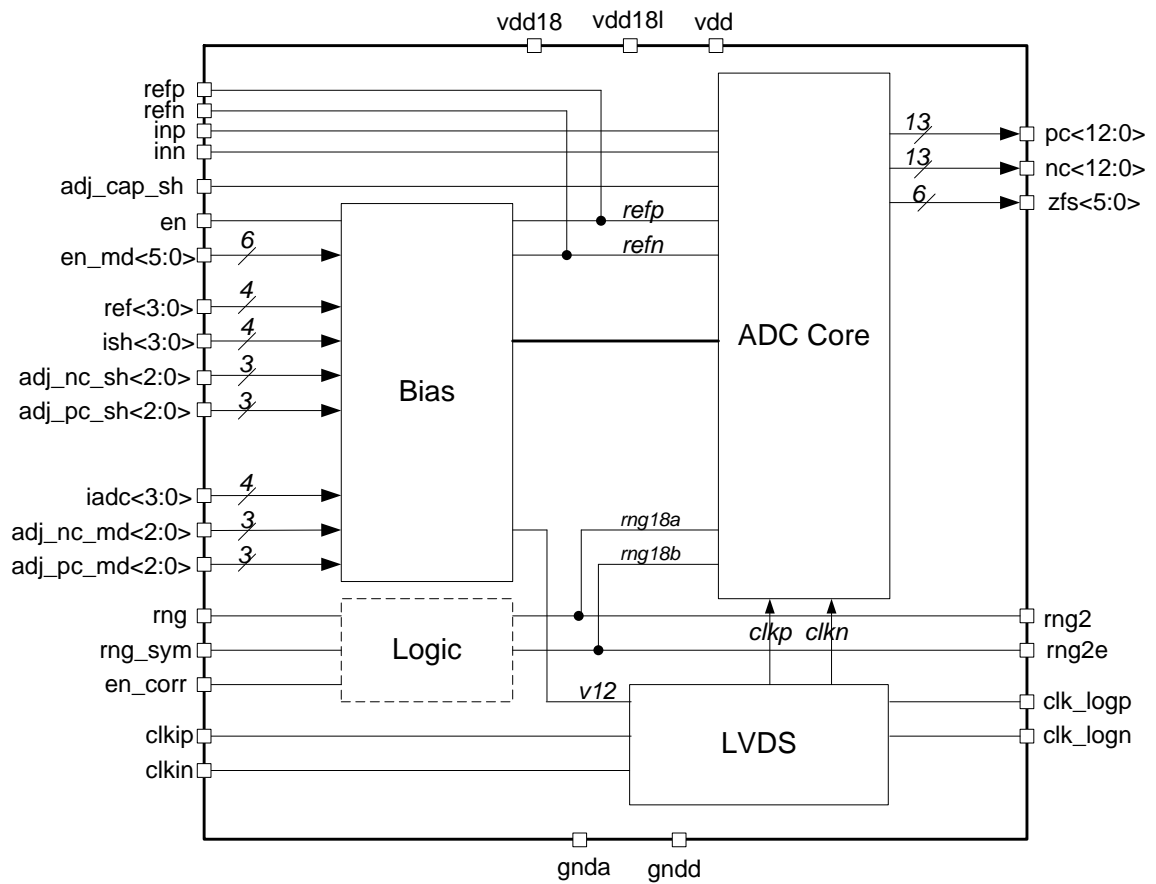 vdd18 vdd18l vdd
refp
refn
inp
inn
adj_cap_sh
en
en_md<5:0>
ref<3:0>
ish<3:0>
adj_nc_sh<2:0>
adj_pc_sh<2:0>
iadc<3:0>
adj_nc_md<2:0>
adj_pc_md<2:0>
rng
rng_sym
en_corr
clkip
clkin
6
4
4
3
3
4
3
3
Bias
Logic
refp
refn
ADC Core
rng18a
rng18b
clkp clkn
v12
LVDS
13
13
6
pc<12:0>
nc<12:0>
zfs<5:0>
rng2
rng2e
clk_logp
clk_logn
gnda gndd